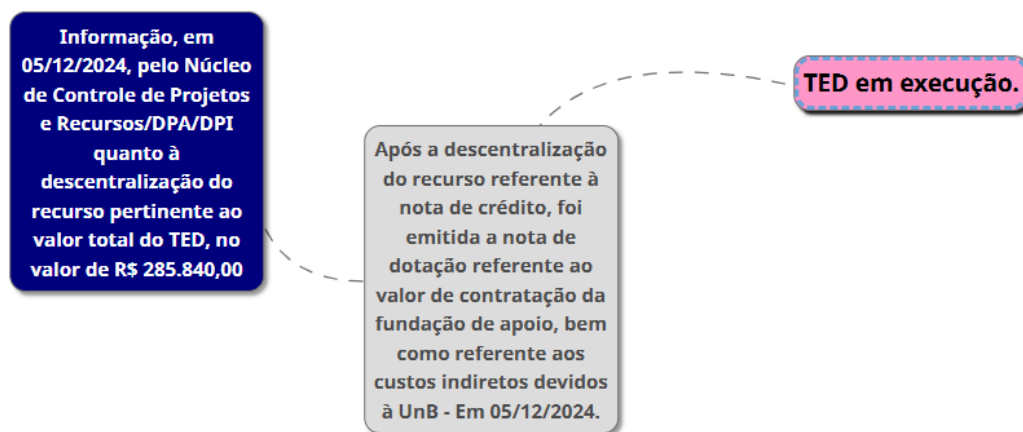 Informação, em
05/12/2024, pelo Núcleo
de Controle de Projetos
e Recursos/DPA/DPI
quanto à
descentralização do
recurso pertinente ao
valor total do TED, no
valor de R$ 285.840,00
Após a descentralização
do recurso referente à
nota de crédito, foi
emitida a nota de
dotação referente ao
valor de contratação da
fundação de apoio, bem
como referente aos
custos indiretos devidos
à UnB - Em 05/12/2024.
TED em execução.